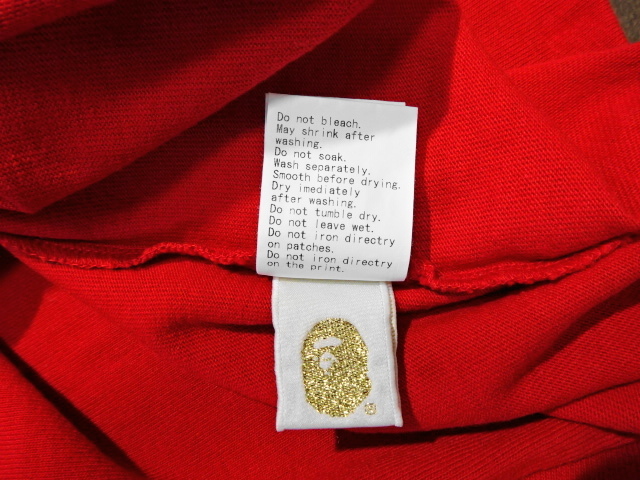 Do not bleach.
May shrink after
washing.
Do not soak.
Wash separately.
Smooth before drying.
Dry imediately
after washing.
Do not tumble dry.
Do not leave wet.
Do not iron directry
on patches.
Do not iron directry
on the print.